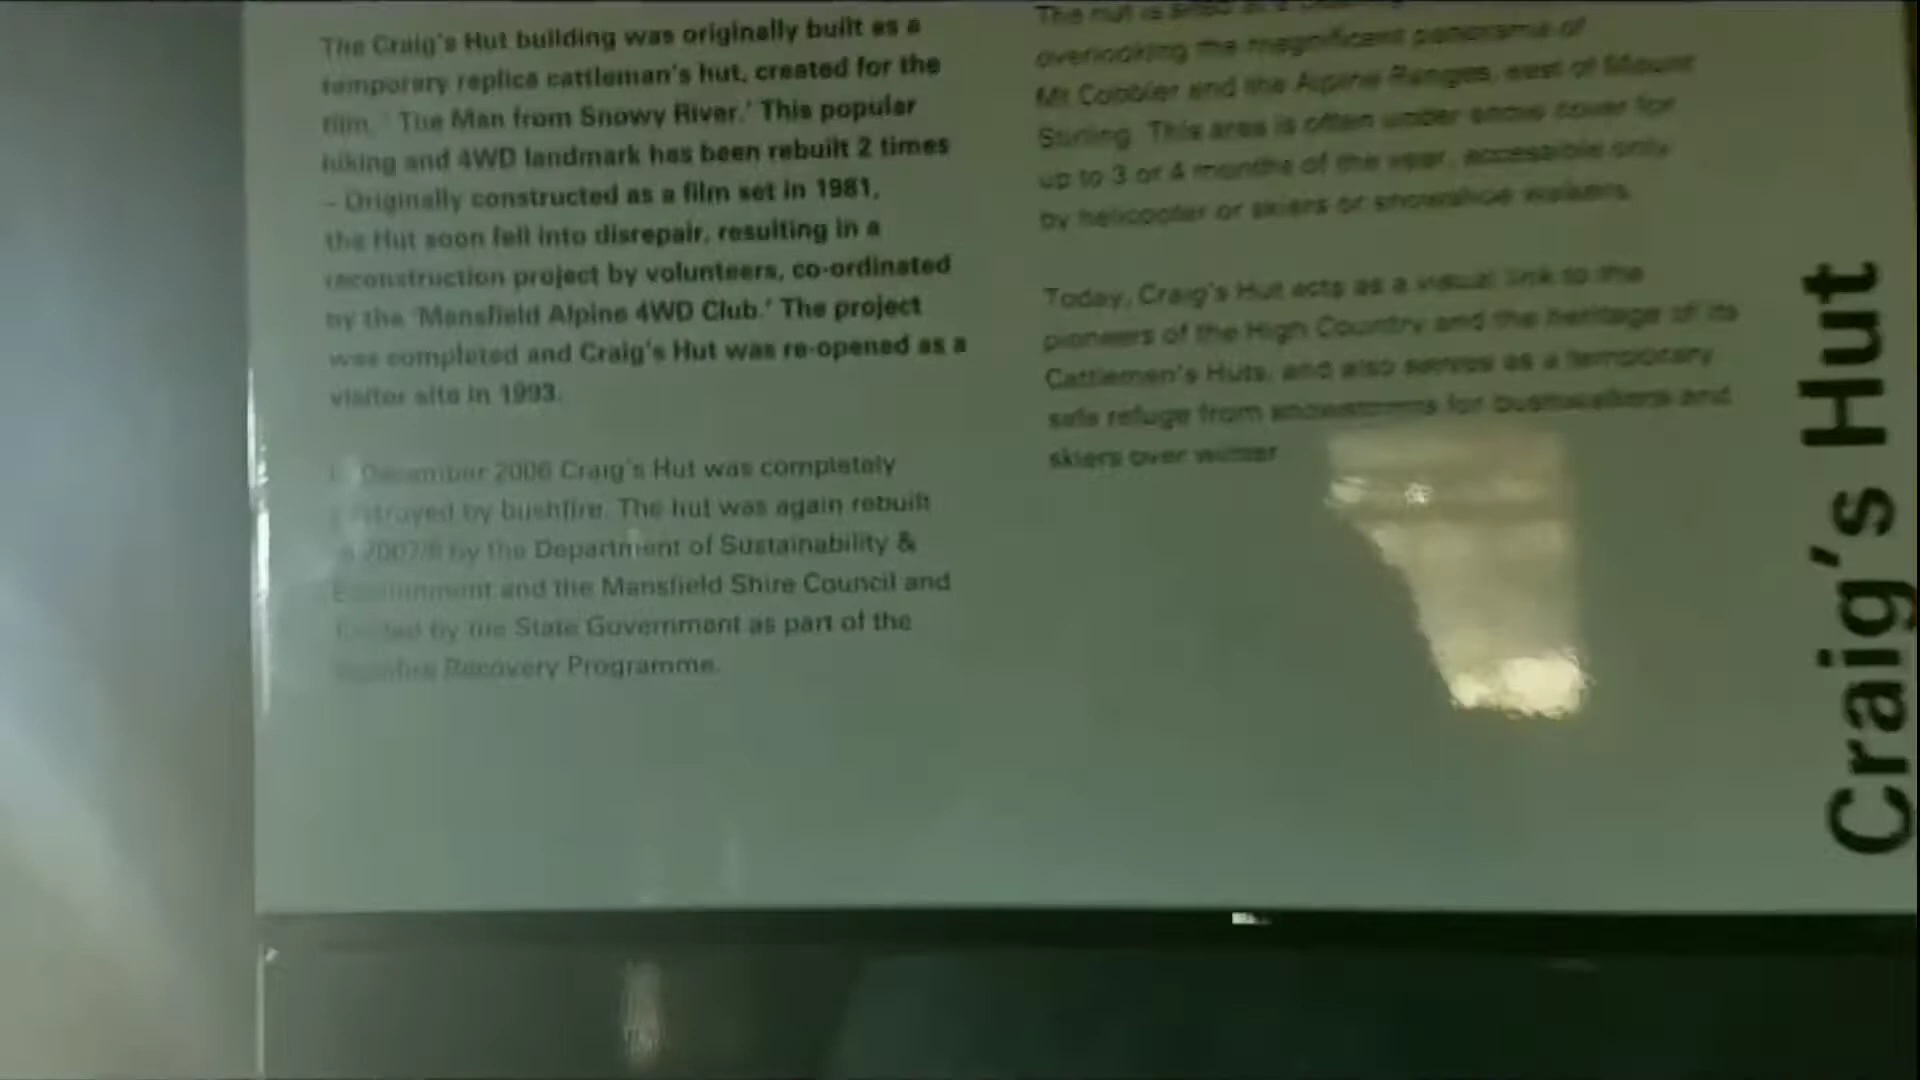 The Craig's Hut building was originally built as a
temporary replica cattleman's hut, created for the
film, ' The Man from Snowy River.' This popular
hiking and 4WD landmark has been rebuilt 2 times
– Originally constructed as a film set in 1981,
the Hut soon fell into disrepair, resulting in a
reconstruction project by volunteers, co-ordinated
by the 'Mansfield Alpine 4WD Club.' The project
was completed and Craig's Hut was re-opened as a
visitor site in 1993.
December 2006 Craig's Hut was completely
by bushfire. The hut was again rebuilt
2007/8 by the Department of Sustainability &
and the Mansfield Shire Council and
by the State Government as part of the
Recovery Programme.
The hut is sited at a
overlooking the magnificent panorama of
Mt Cobbler and the Alpine Ranges, east of Mount
Stirling. This area is often under snow cover for
up to 3 or 4 months of the year, accessible only
by helicopter or skiers or snowshoe walkers.
Today, Craig's Hut acts as a visual link to the
pioneers of the High Country and the heritage of its
Cattlemen's Huts, and also serves as a temporary
safe refuge from snowstorms for bushwalkers and
skiers over winter
Craig's Hut